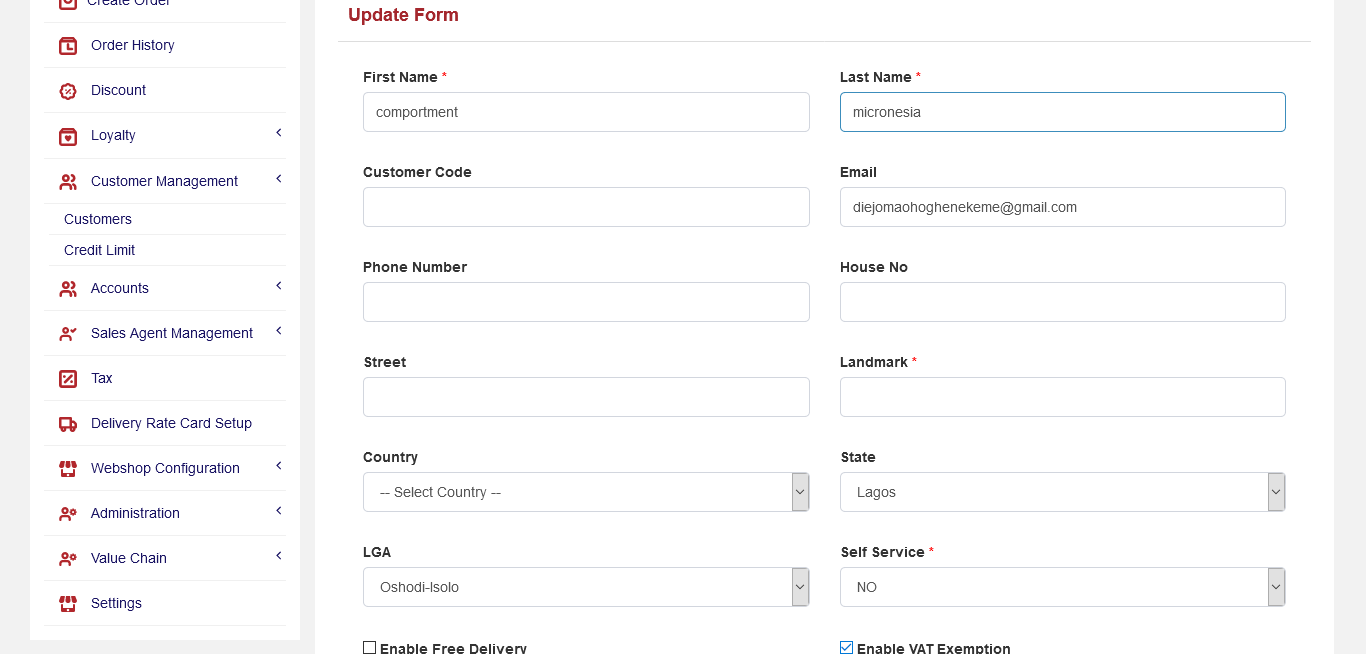 Create Order
Order History
Discount
Loyalty
Customer Management
Customers
Credit Limit
Accounts
Sales Agent Management
Tax
Delivery Rate Card Setup
Webshop Configuration
Administration
Value Chain
Settings
Update Form
First Name *
comportment
Last Name *
micronesia
Customer Code
Email
diejomaohoghenekeme@gmail.com
Phone Number
House No
Street
Landmark *
Country
-- Select Country --
State
Lagos
LGA
Oshodi-Isolo
Self Service *
NO
Enable Free Delivery
Enable VAT Exemption